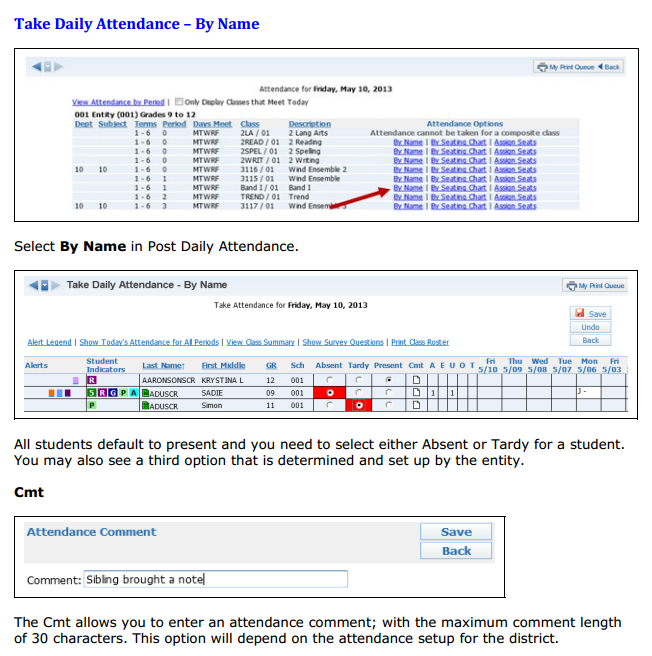 Take Daily Attendance – By Name
My Print Queue Back
Attendance for Friday, May 10, 2013
View Attendance by Period | Only Display Classes that Meet Today
001 Entity (001) Grades 9 to 12
Dept Subject Terms Period Days Meet Class Description Attendance Options
1 - 6 0 MTWRF 2LA / 01 2 Lang Arts Attendance cannot be taken for a composite class
1 - 6 0 MTWRF 2READ / 01 2 Reading By Name | By Seating Chart | Assign Seats
1 - 6 0 MTWRF 2SPEL / 01 2 Spelling By Name | By Seating Chart | Assign Seats
1 - 6 0 MTWRF 2WRIT / 01 2 Writing By Name | By Seating Chart | Assign Seats
10 10 1 - 6 0 MTWRF 3116 / 01 Wind Ensemble 2 By Name | By Seating Chart | Assign Seats
1 - 6 1 MTWRF 3115 / 01 Wind Ensemble By Name | By Seating Chart | Assign Seats
1 - 6 1 MTWRF Band I / 01 Band I By Name | By Seating Chart | Assign Seats
1 - 6 2 MTWRF TREND / 01 Trend By Name | By Seating Chart | Assign Seats
10 10 1 - 6 3 MTWRF 3117 / 01 Wind 3 By Name | By Seating Chart | Assign Seats
Select By Name in Post Daily Attendance.
Take Daily Attendance - By Name My Print Queue
Take Attendance for Friday, May 10, 2013
Save
Undo
Back
Alert Legend | Show Today's Attendance for All Periods | View Class Summary | Show Survey Questions | Print Class Roster
Alerts Student Indicators Last Name First Middle GR Sch Absent Tardy Present Cmt A E U O T Fri 5/10 Thu 5/09 Wed 5/08 Tue 5/07 Mon 5/06 Fri 5/03
R AARONSONSCR KRYSTINA L 12 001
5 R G P A BADUSCR SADIE 09 001 1 1 J -
P BADUSCR Simon 11 001
All students default to present and you need to select either Absent or Tardy for a student.
You may also see a third option that is determined and set up by the entity.
Cmt
Attendance Comment Save
Back
Comment: Sibling brought a note
The Cmt allows you to enter an attendance comment; with the maximum comment length
of 30 characters. This option will depend on the attendance setup for the district.